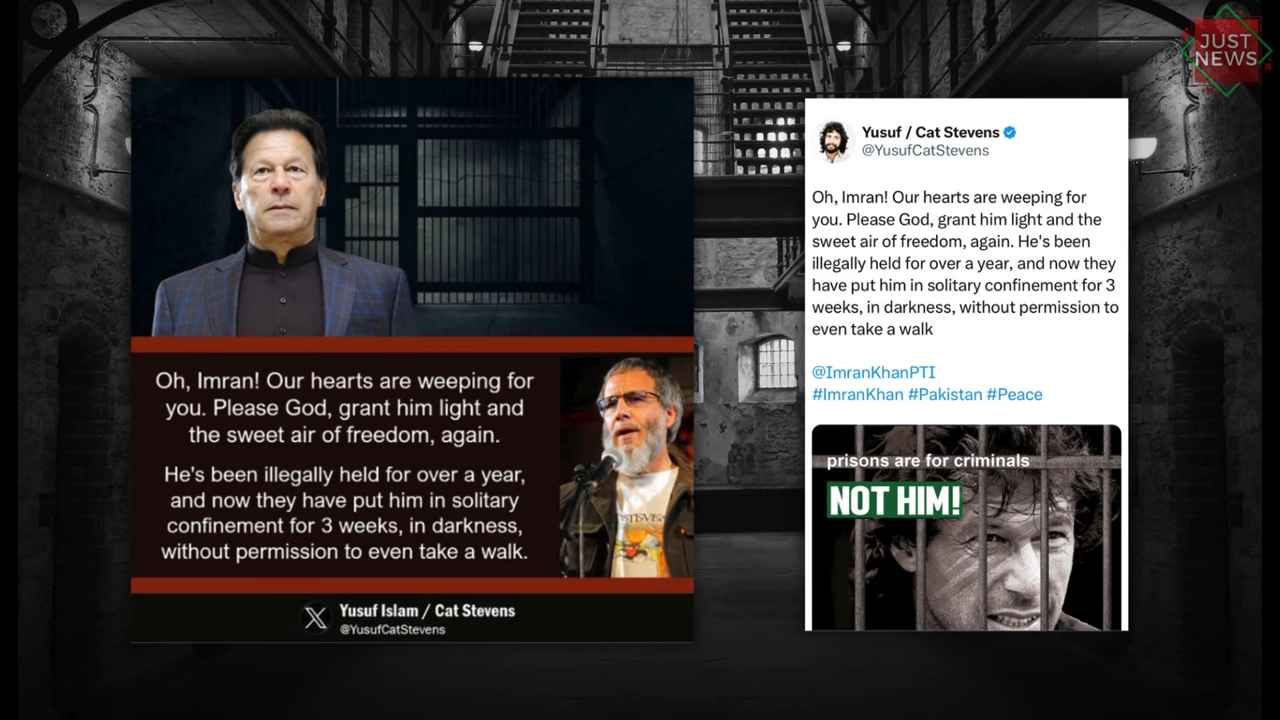 JUST
NEWS
Oh, Imran! Our hearts are weeping for
you. Please God, grant him light and
the sweet air of freedom, again.
He's been illegally held for over a year,
and now they have put him in solitary
confinement for 3 weeks, in darkness,
without permission to even take a walk.
Yusuf Islam / Cat Stevens
@YusufCatStevens
Yusuf / Cat Stevens
@YusufCatStevens
Oh, Imran! Our hearts are weeping for
you. Please God, grant him light and the
sweet air of freedom, again. He's been
illegally held for over a year, and now they
have put him in solitary confinement for 3
weeks, in darkness, without permission to
even take a walk
@ImranKhanPTI
#ImranKhan #Pakistan #Peace
prisons are for criminals
NOT HIM!